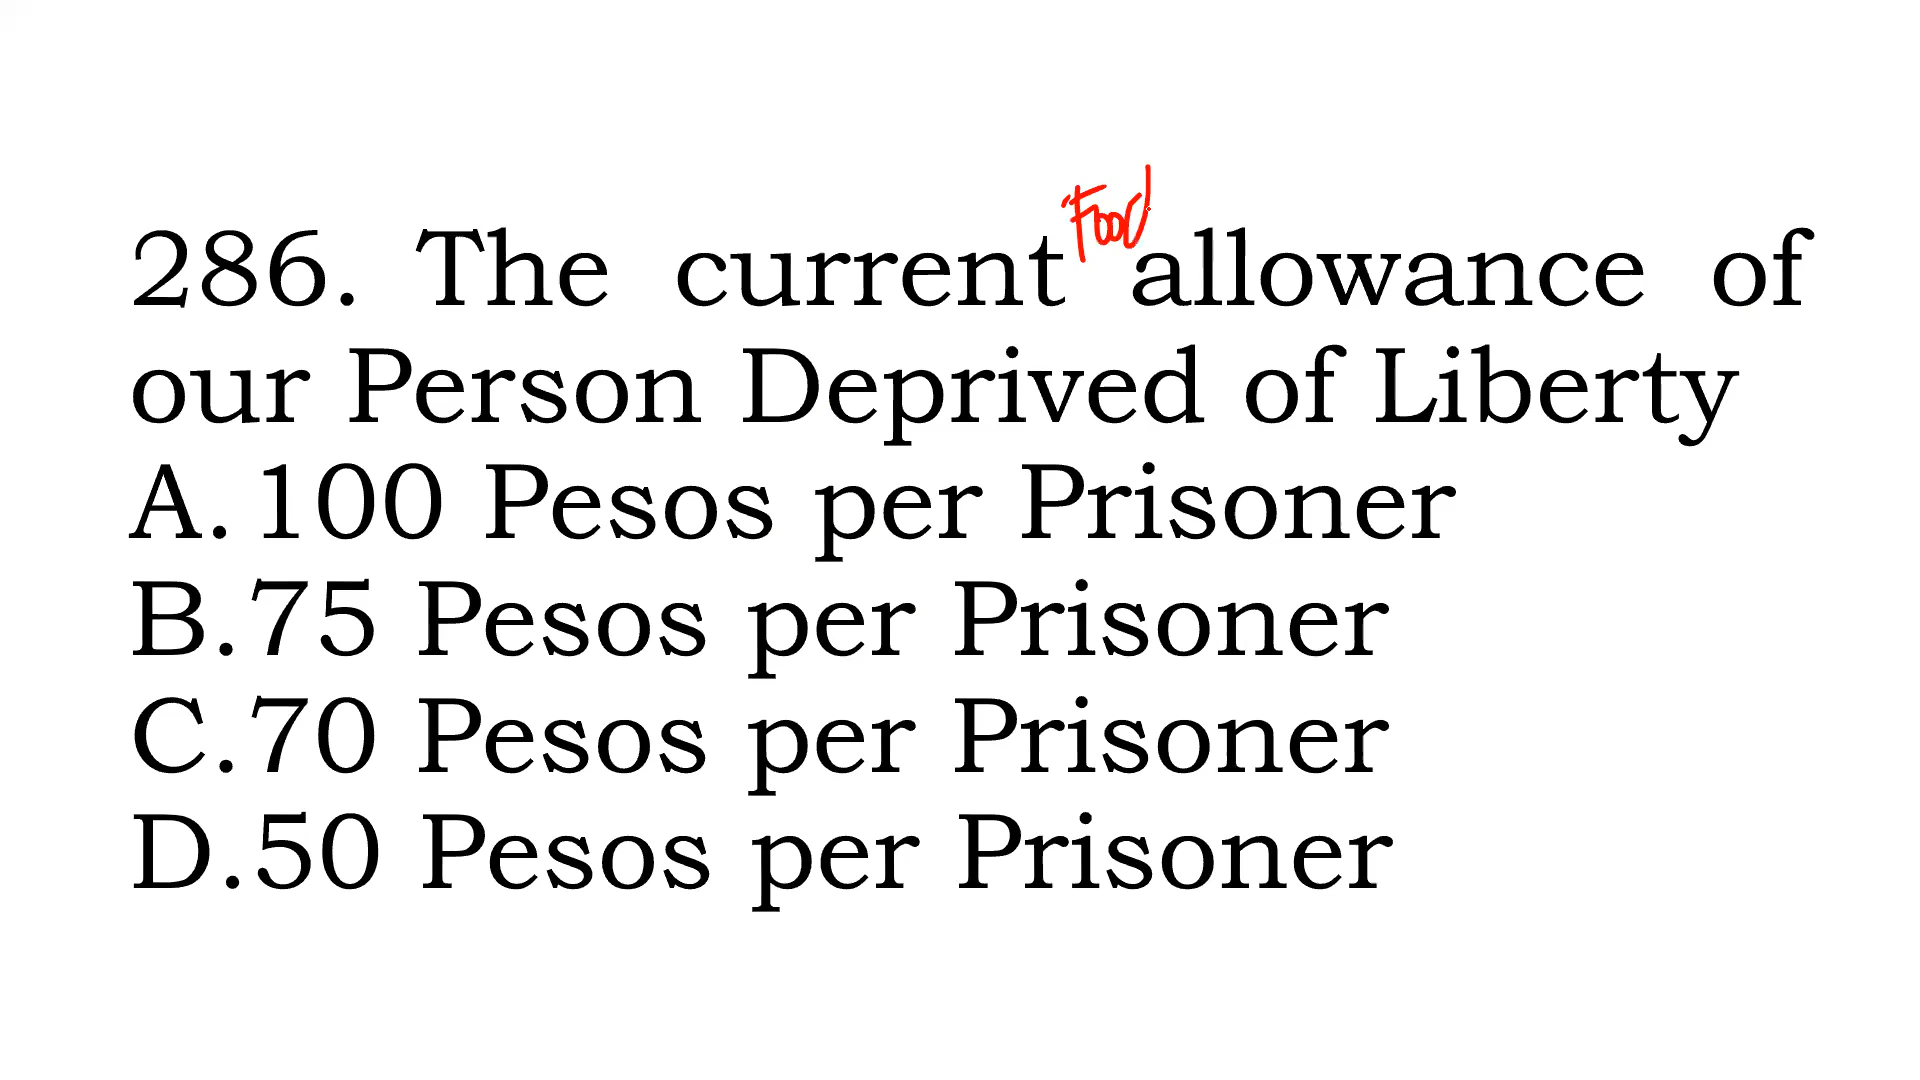 Food
286. The current allowance of
our Person Deprived of Liberty
A. 100 Pesos per Prisoner
B. 75 Pesos per Prisoner
C. 70 Pesos per Prisoner
D. 50 Pesos per Prisoner